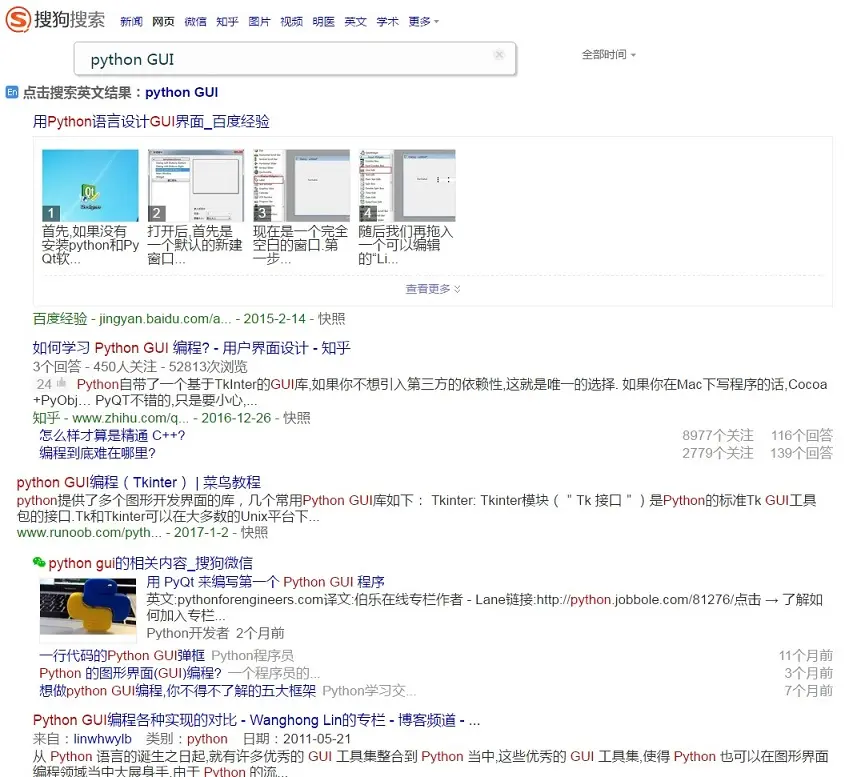 搜狗搜索 新闻 网页 微信 知乎 图片 视频 明医 英文 学术 更多
python GUI
全部时间
En 点击搜索英文结果：python GUI
用Python语言设计GUI界面_百度经验
1 2 3 4
首先,如果没有安装python和PyQt软...
打开后,首先是一个默认的新建窗口...
现在是一个完全空白的窗口.第一步...
随后我们再拖入一个可以编辑的“Li...
查看更多
百度经验 - jingyan.baidu.com/a... - 2015-2-14 - 快照
如何学习 Python GUI 编程? - 用户界面设计 - 知乎
3个回答 - 450人关注 - 52813次浏览
24 Python自带了一个基于TkInter的GUI库,如果你不想引入第三方的依赖性,这就是唯一的选择. 如果你在Mac下写程序的话,Cocoa
+PyObj... PyQT不错的,只是要小心,...
知乎 - www.zhihu.com/q... - 2016-12-26 - 快照
怎么样才算是精通 C++? 8977个关注 116个回答
编程到底难在哪里? 2779个关注 139个回答
python GUI编程（Tkinter） | 菜鸟教程
python提供了多个图形开发界面的库，几个常用Python GUI库如下： Tkinter: Tkinter模块（＂Tk 接口＂）是Python的标准Tk GUI工具
包的接口.Tk和Tkinter可以在大多数的Unix平台下...
www.runoob.com/pyth... - 2017-1-2 - 快照
python gui的相关内容_搜狗微信
用 PyQt 来编写第一个 Python GUI 程序
英文:pythonforengineers.com译文:伯乐在线专栏作者 - Lane链接:http://python.jobbole.com/81276/点击 → 了解如
何加入专栏...
Python开发者 2个月前
一行代码的Python GUI弹框 Python程序员 11个月前
Python 的图形界面(GUI)编程? 一个程序员的... 3个月前
想做python GUI编程,你不得不了解的五大框架 Python学习交... 7个月前
Python GUI编程各种实现的对比 - Wanghong Lin的专栏 - 博客频道 - ...
来自：linwhwylb 类别：python 日期：2011-05-21
从 Python 语言的诞生之日起,就有许多优秀的 GUI 工具集整合到 Python 当中,这些优秀的 GUI 工具集,使得 Python 也可以在图形界面
编程领域当中大展身手,由于 Python 的流...